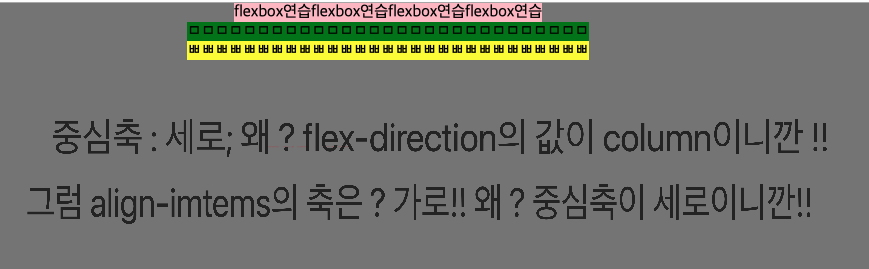 flexbox연습flexbox연습flexbox연습flexbox연습
중심축 : 세로; 왜 ? flex-direction의 값이 column이니깐 !!
그럼 align-imtems의 축은 ? 가로!! 왜 ? 중심축이 세로이니깐!!